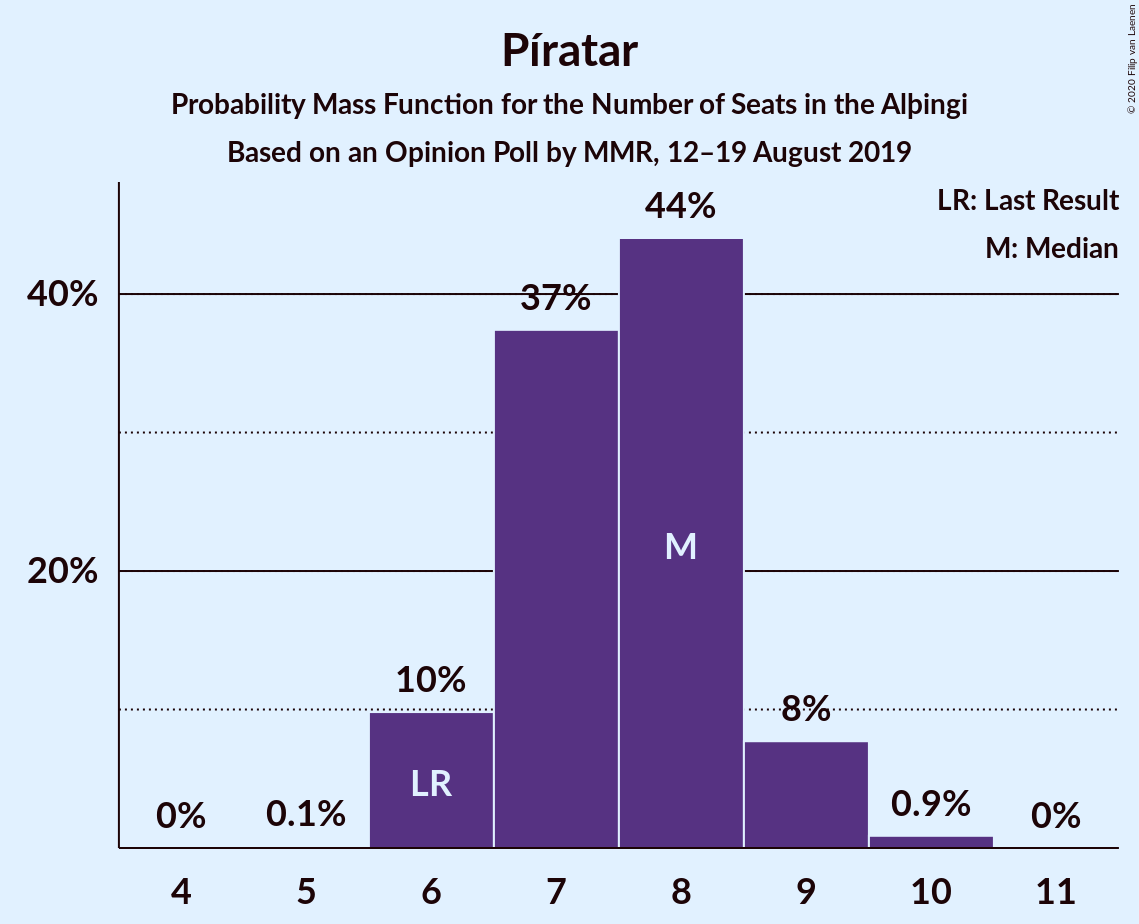 Píratar
Probability Mass Function for the Number of Seats in the Alþingi
Based on an Opinion Poll by MMR, 12–19 August 2019
© 2020 Filip van Laenen
LR: Last Result
M: Median
44%
40%
37%
M
20%
10%
8%
LR
0%
0.1%
0.9%
0%
4
5
6
7
8
9
10
11